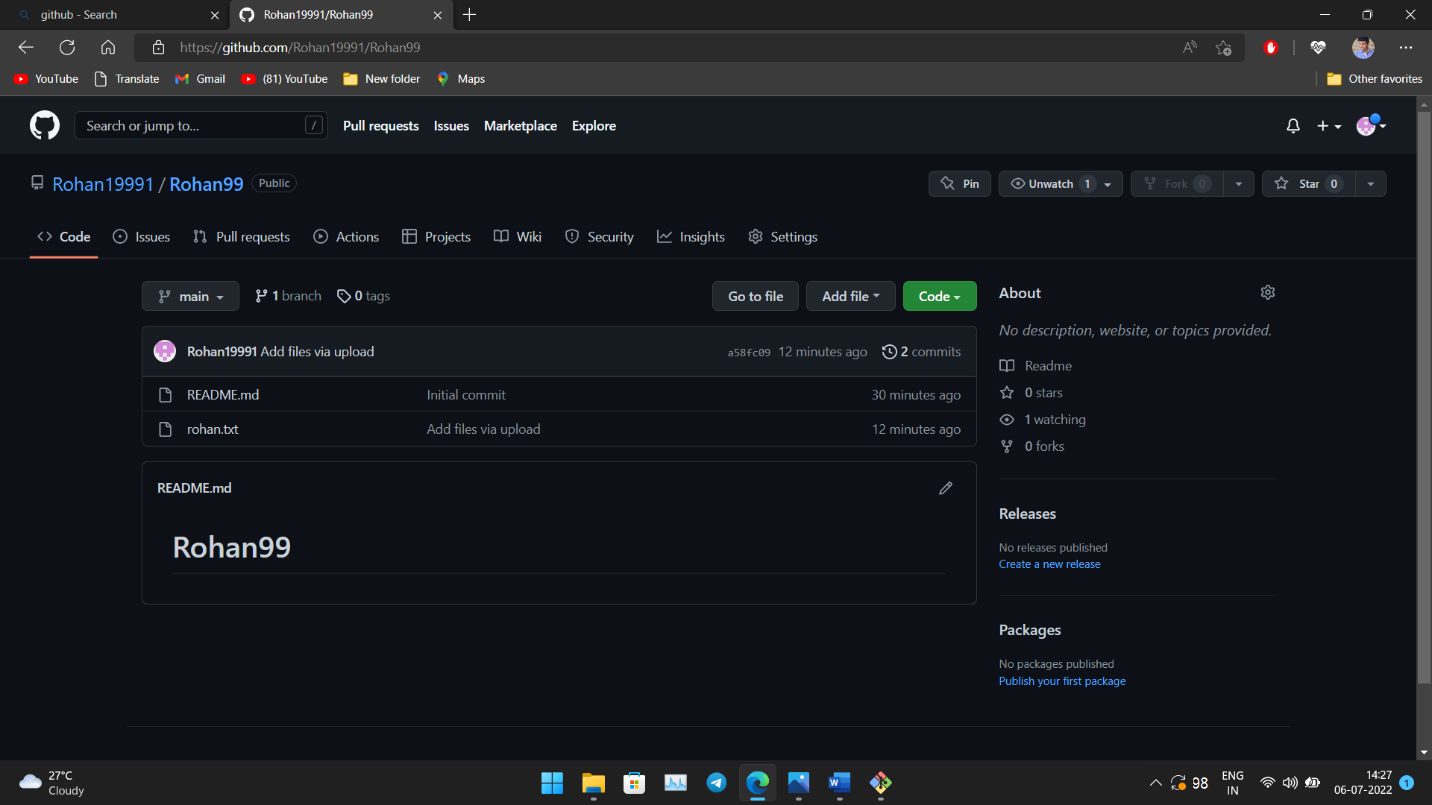 github - Search
Rohan19991/Rohan99
https://github.com/Rohan19991/Rohan99
YouTube Translate Gmail (81) YouTube New folder Maps Other favorites
Search or jump to... / Pull requests Issues Marketplace Explore
Rohan19991 / Rohan99 Public Pin Unwatch 1 Fork 0 Star 0
Code Issues Pull requests Actions Projects Wiki Security Insights Settings
main 1 branch 0 tags Go to file Add file Code
Rohan19991 Add files via upload a58fc09 12 minutes ago 2 commits
README.md Initial commit 30 minutes ago
rohan.txt Add files via upload 12 minutes ago
README.md
Rohan99
About
No description, website, or topics provided.
Readme
0 stars
1 watching
0 forks
Releases
No releases published
Create a new release
Packages
No packages published
Publish your first package
27°C
Cloudy
98
ENG
IN
14:27
06-07-2022
1